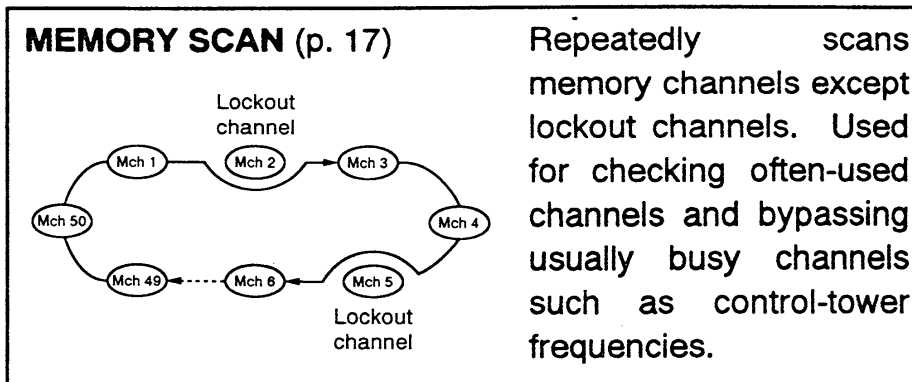 MEMORY SCAN (p. 17)
Lockout
channel
Mch 1
Mch 2
Mch 3
Mch 50
Mch 4
Mch 49
Mch 6
Mch 5
Lockout
channel
Repeatedly scans
memory channels except
lockout channels. Used
for checking often-used
channels and bypassing
usually busy channels
such as control-tower
frequencies.